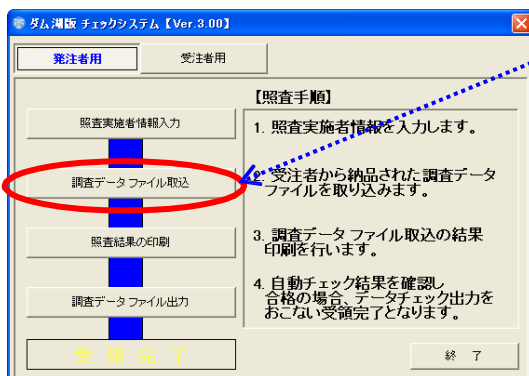 ダム湖版 チェックシステム【Ver.3.00】
発注者用
受注者用
【照査手順】
照査実施者情報入力
1. 照査実施者情報を入力します。
調査データファイル取込
2. 受注者から納品された調査データ
ファイルを取り込みます。
照査結果の印刷
3. 調査データファイル取込の結果
印刷を行います。
調査データファイル出力
4. 自動チェック結果を確認し
合格の場合、データチェック出力を
おこない受領完了となります。
受 領 完 了
終 了